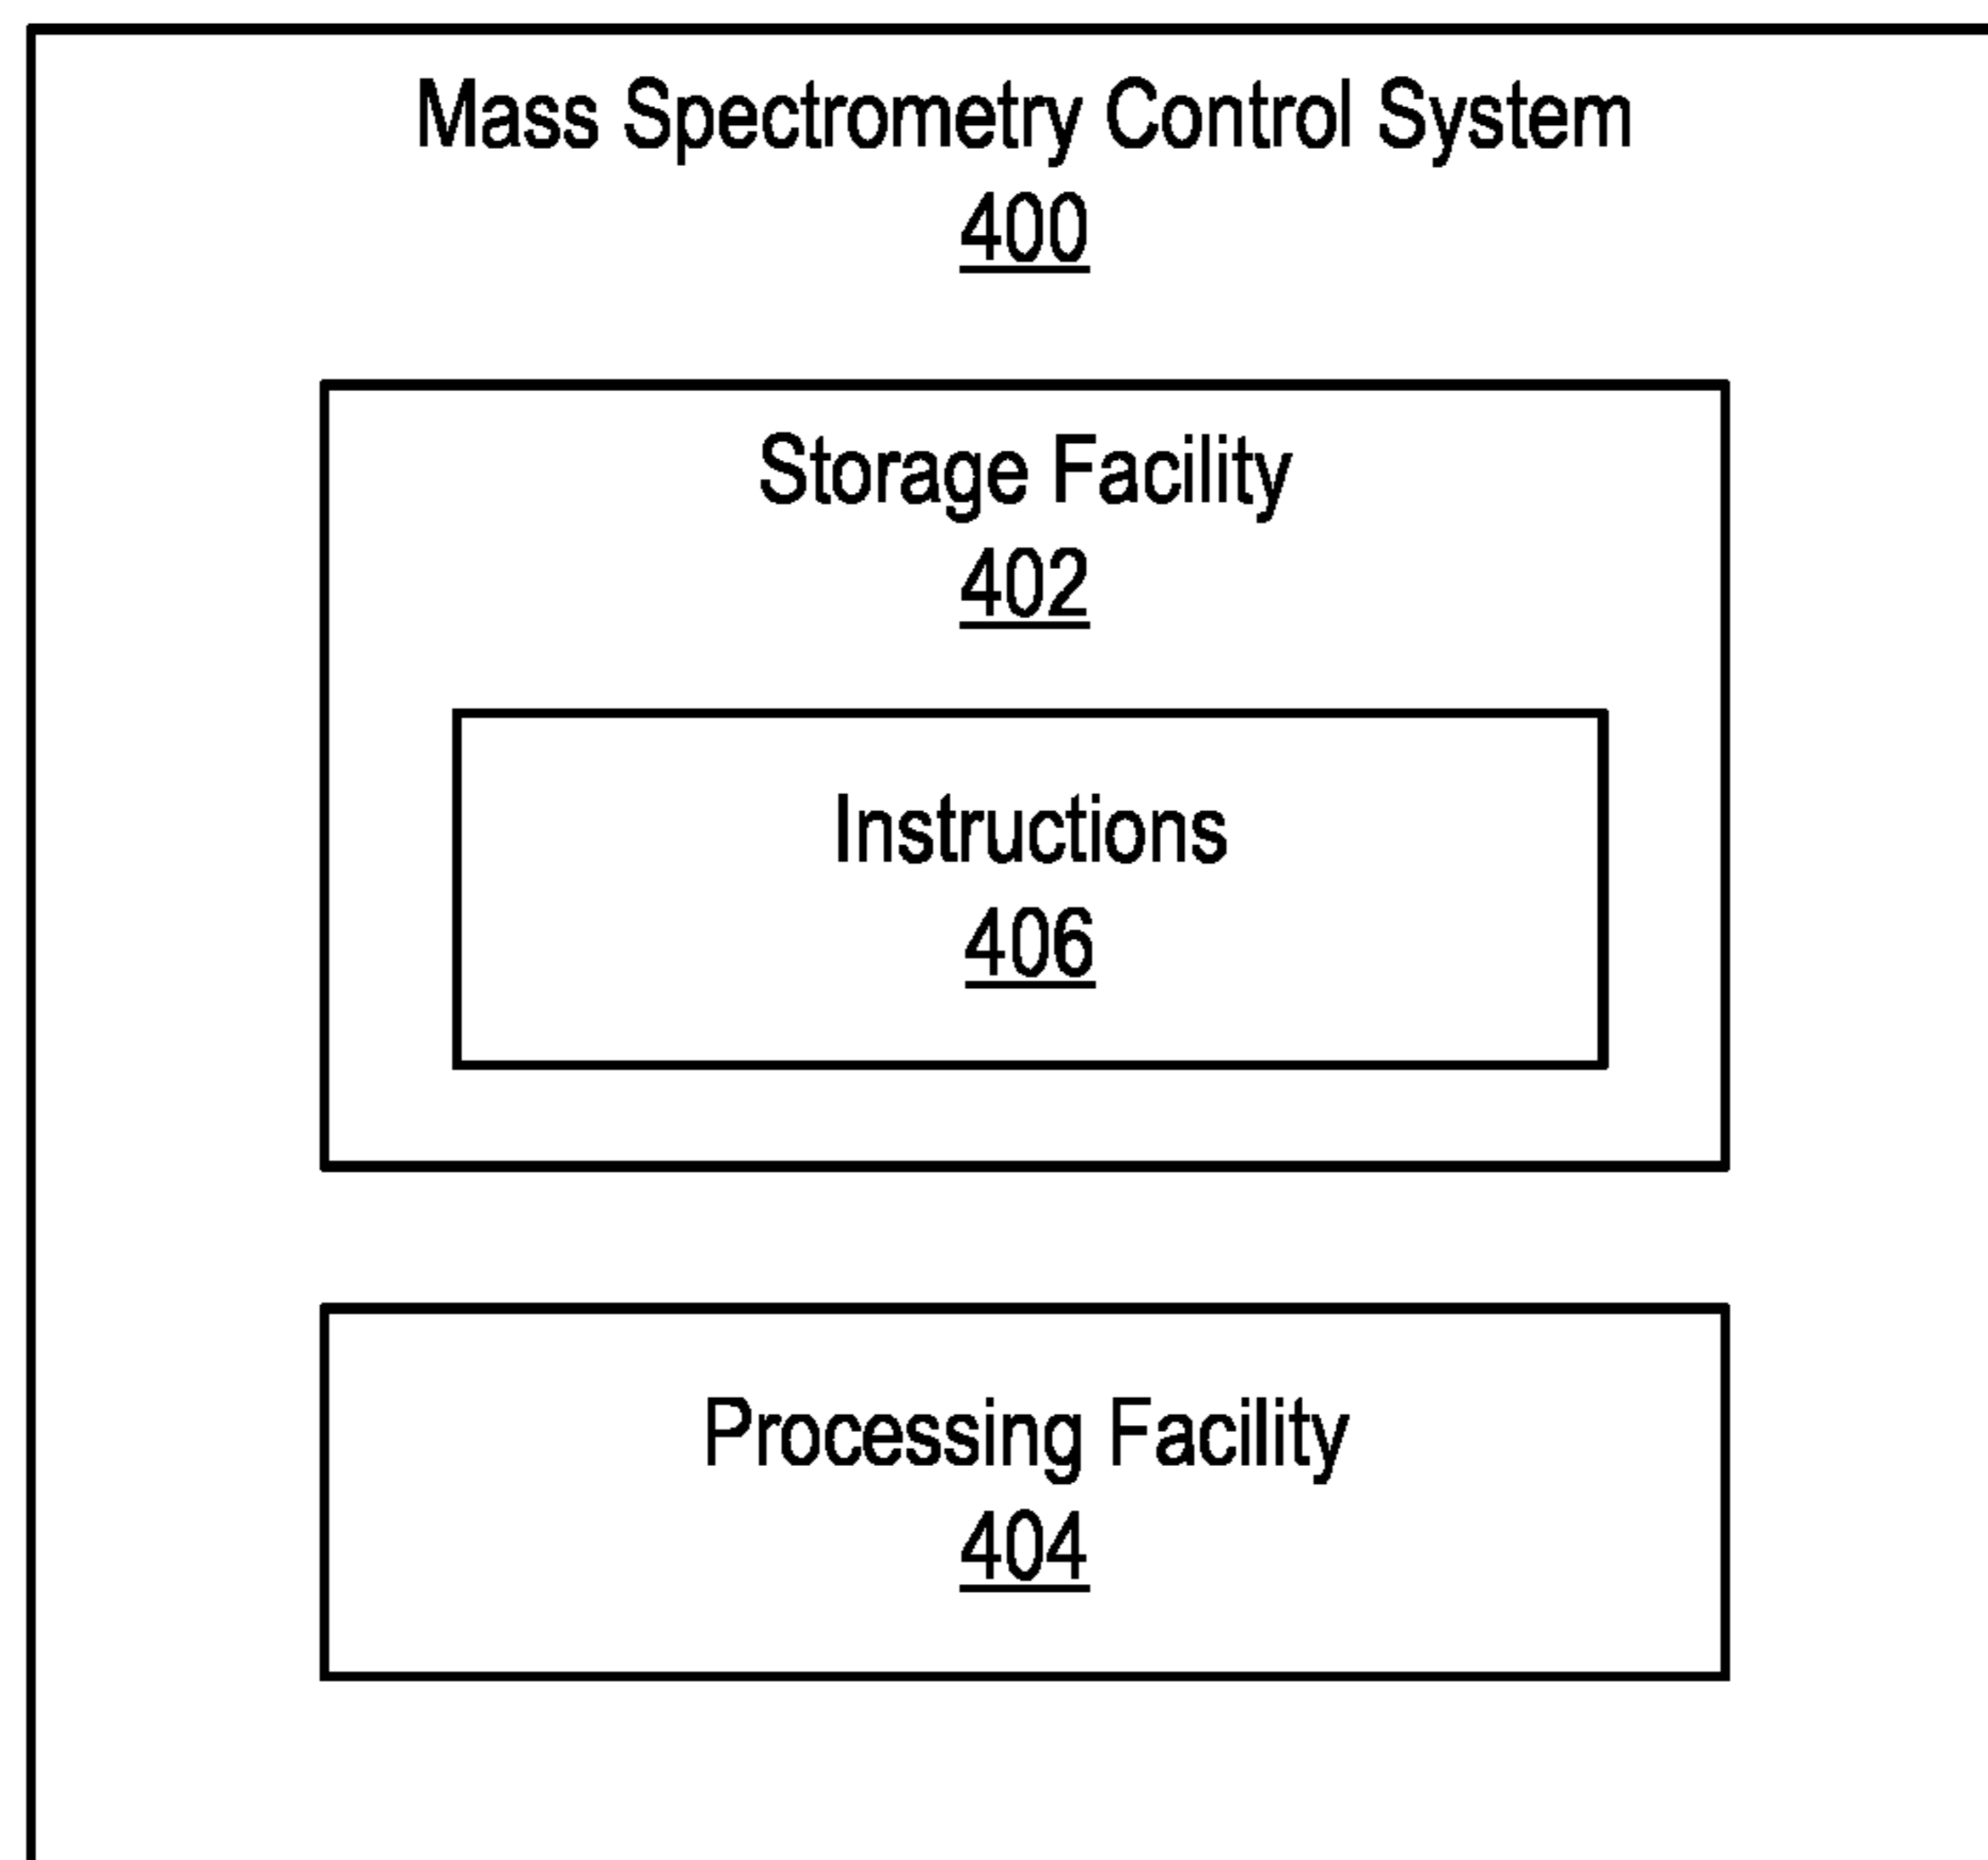 Mass Spectrometry Control System
400
Storage Facility
402
Instructions
406
Processing Facility
404